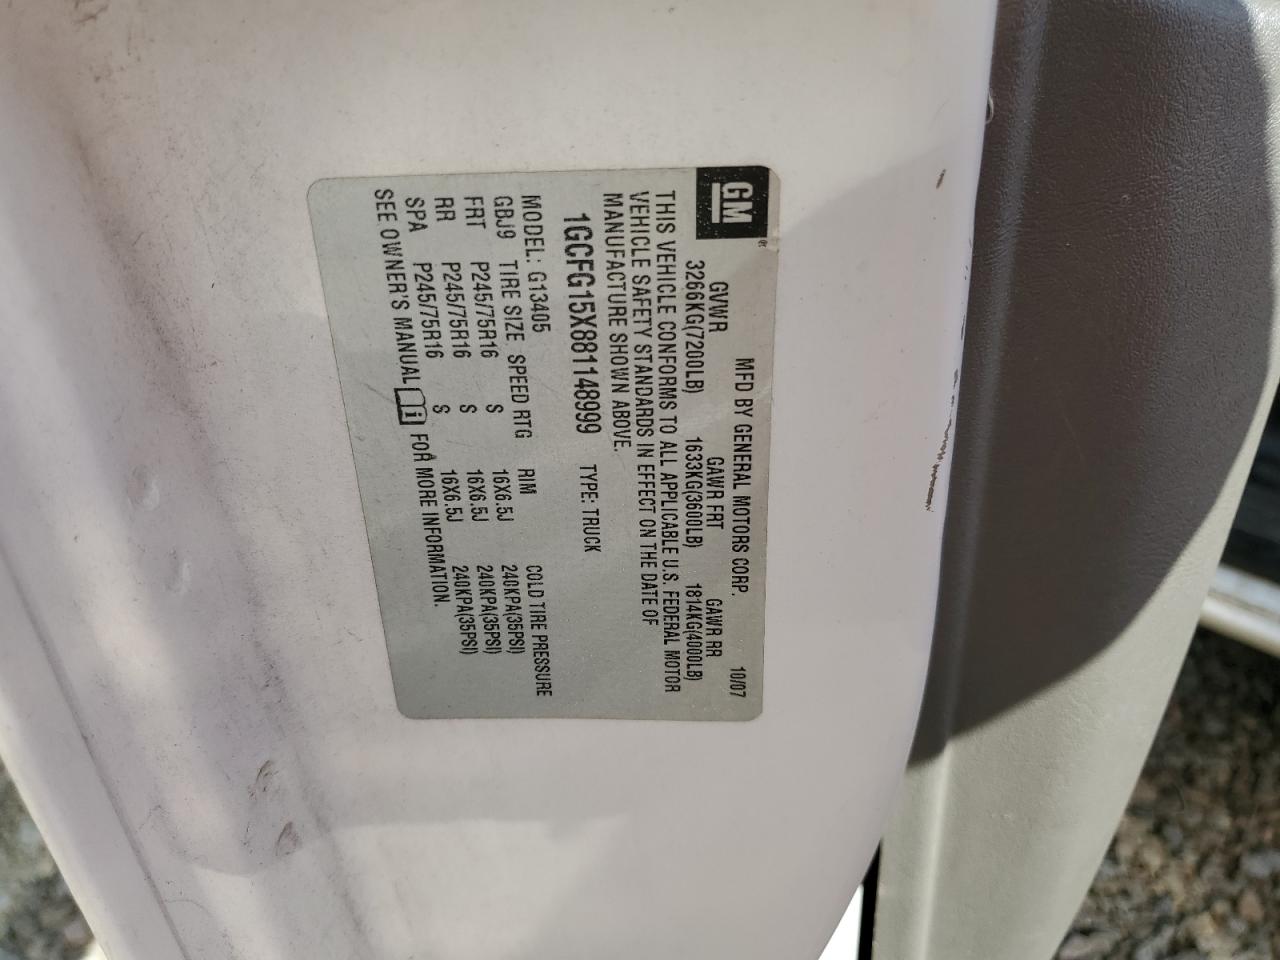 GM
MFD BY GENERAL MOTORS CORP. 10/07
GVWR GAWR FRT GAWR RR
3266KG(7200LB) 1633KG(3600LB) 1814KG(4000LB)
THIS VEHICLE CONFORMS TO ALL APPLICABLE U.S. FEDERAL MOTOR
VEHICLE SAFETY STANDARDS IN EFFECT ON THE DATE OF
MANUFACTURE SHOWN ABOVE.
1GCFG15X881148999 TYPE: TRUCK
MODEL: G13405
GBJ9 TIRE SIZE SPEED RTG RIM COLD TIRE PRESSURE
FRT P245/75R16 S 16X6.5J 240KPA(35PSI)
RR P245/75R16 S 16X6.5J 240KPA(35PSI)
SPA P245/75R16 S 16X6.5J 240KPA(35PSI)
SEE OWNER'S MANUAL i FOR MORE INFORMATION.